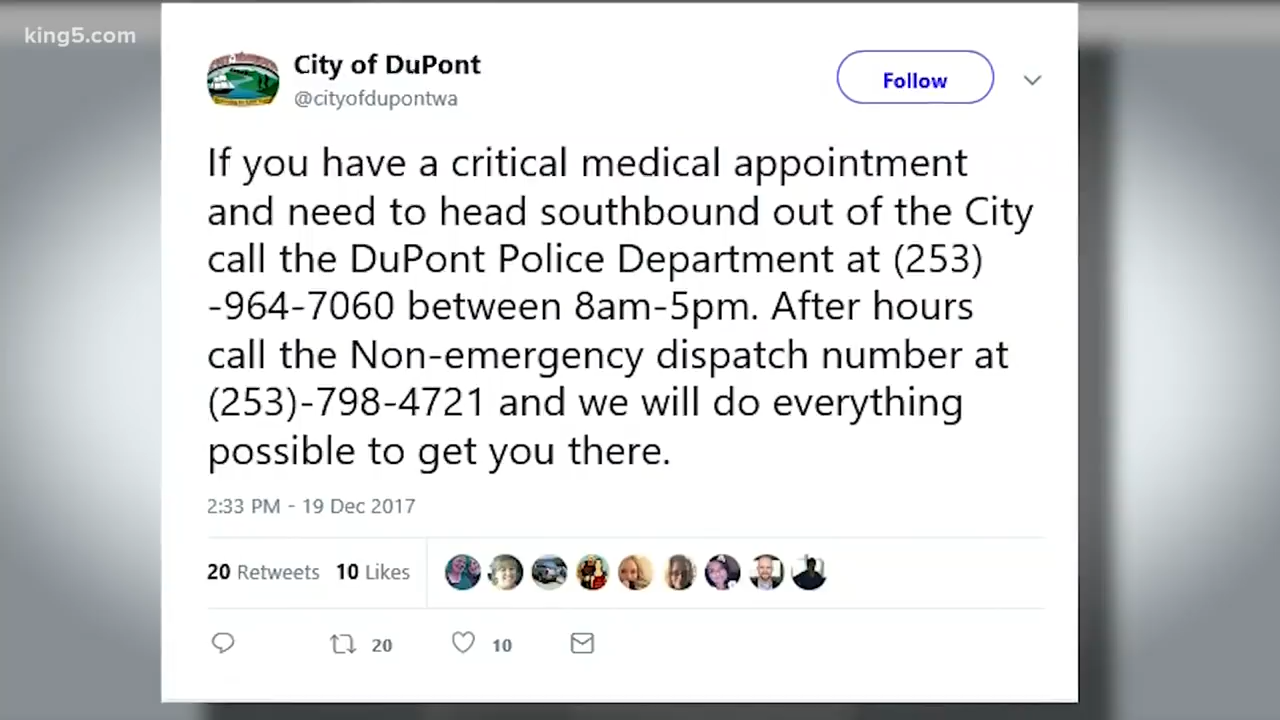 king5.com
City of DuPont
@cityofdupontwa
Follow
If you have a critical medical appointment
and need to head southbound out of the City
call the DuPont Police Department at (253)
-964-7060 between 8am-5pm. After hours
call the Non-emergency dispatch number at
(253)-798-4721 and we will do everything
possible to get you there.
2:33 PM - 19 Dec 2017
20 Retweets 10 Likes
20 10